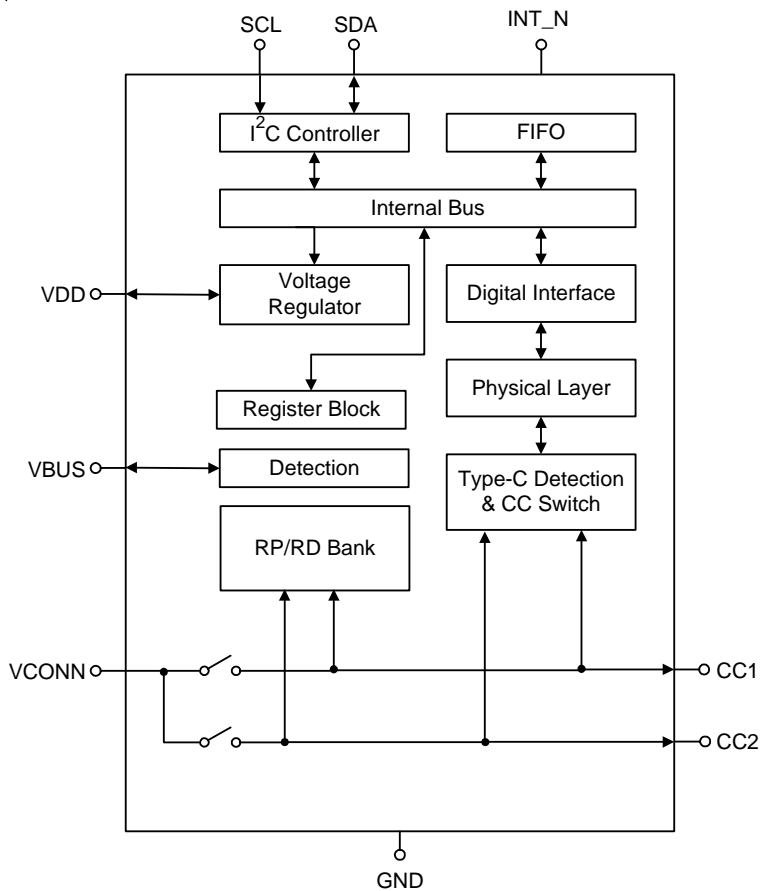 SCL
SDA
INT_N
I2C Controller
FIFO
Internal Bus
VDD
Voltage
Regulator
Digital Interface
Register Block
Physical Layer
VBUS
Detection
Type-C Detection
& CC Switch
RP/RD Bank
VCONN
CC1
CC2
GND